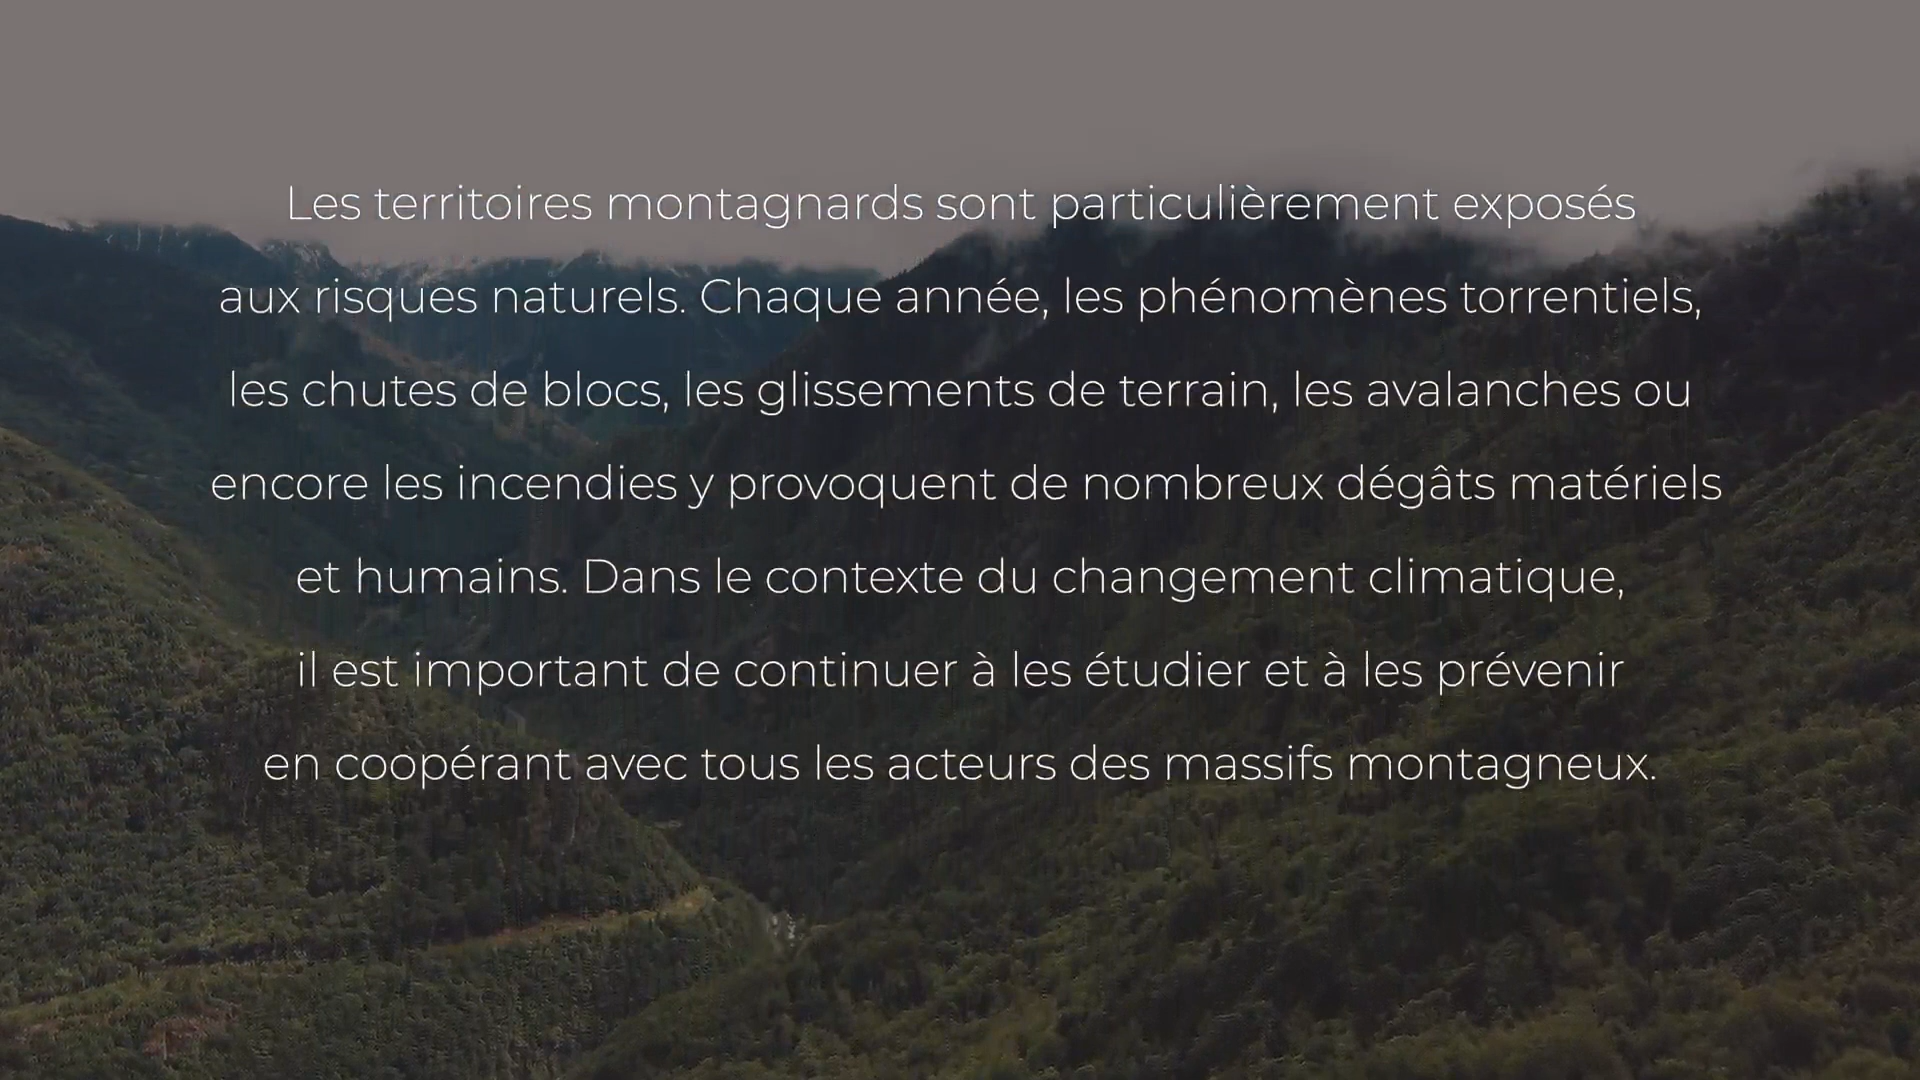 Les territoires montagnards sont particulièrement exposés
aux risques naturels. Chaque année, les phénomènes torrentiels,
les chutes de blocs, les glissements de terrain, les avalanches ou
encore les incendies y provoquent de nombreux dégâts matériels
et humains. Dans le contexte du changement climatique,
il est important de continuer à les étudier et à les prévenir
en coopérant avec tous les acteurs des massifs montagneux.